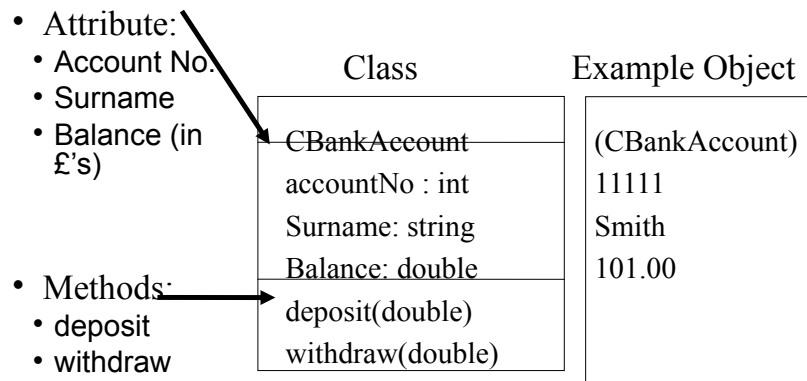 • Attribute:
• Account No.
• Surname
• Balance (in
£'s)
• Methods:
• deposit
• withdraw
Class
CBankAccount
accountNo : int
Surname: string
Balance: double
deposit(double)
withdraw(double)
Example Object
(CBankAccount)
11111
Smith
101.00